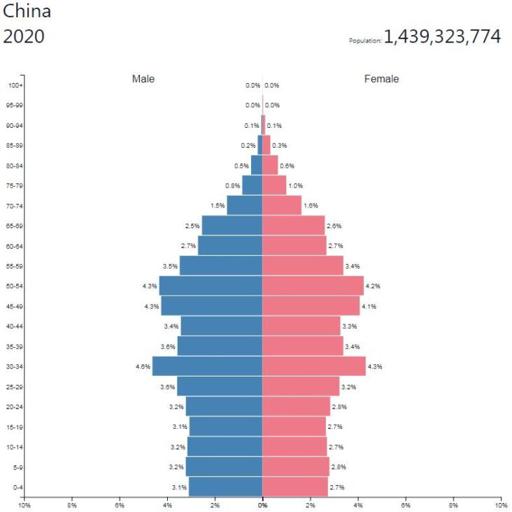 China
2020
Population: 1,439,323,774
Male Female
100+ 0.0% 0.0%
95-99 0.0% 0.0%
90-94 0.1% 0.1%
85-89 0.2% 0.3%
80-84 0.5% 0.6%
75-79 0.8% 1.0%
70-74 1.5% 1.6%
65-69 2.5% 2.6%
60-64 2.7% 2.7%
55-59 3.5% 3.4%
50-54 4.3% 4.2%
45-49 4.3% 4.1%
40-44 3.4% 3.3%
35-39 3.6% 3.4%
30-34 4.6% 4.3%
25-29 3.6% 3.2%
20-24 3.2% 2.8%
15-19 3.1% 2.7%
10-14 3.2% 2.7%
5-9 3.2% 2.8%
0-4 3.1% 2.7%
10% 8% 6% 4% 2% 0% 2% 4% 6% 8% 10%